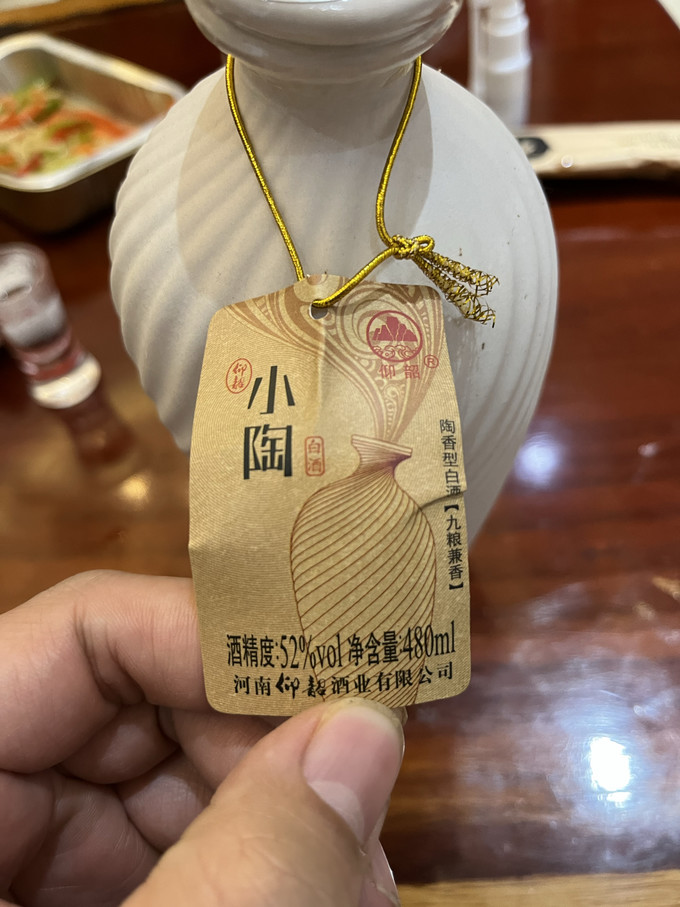 仰韶
小陶
白酒
仰韶®
陶香型白酒【九粮兼香】
酒精度:52%vol 净含量:480ml
河南仰韶酒业有限公司